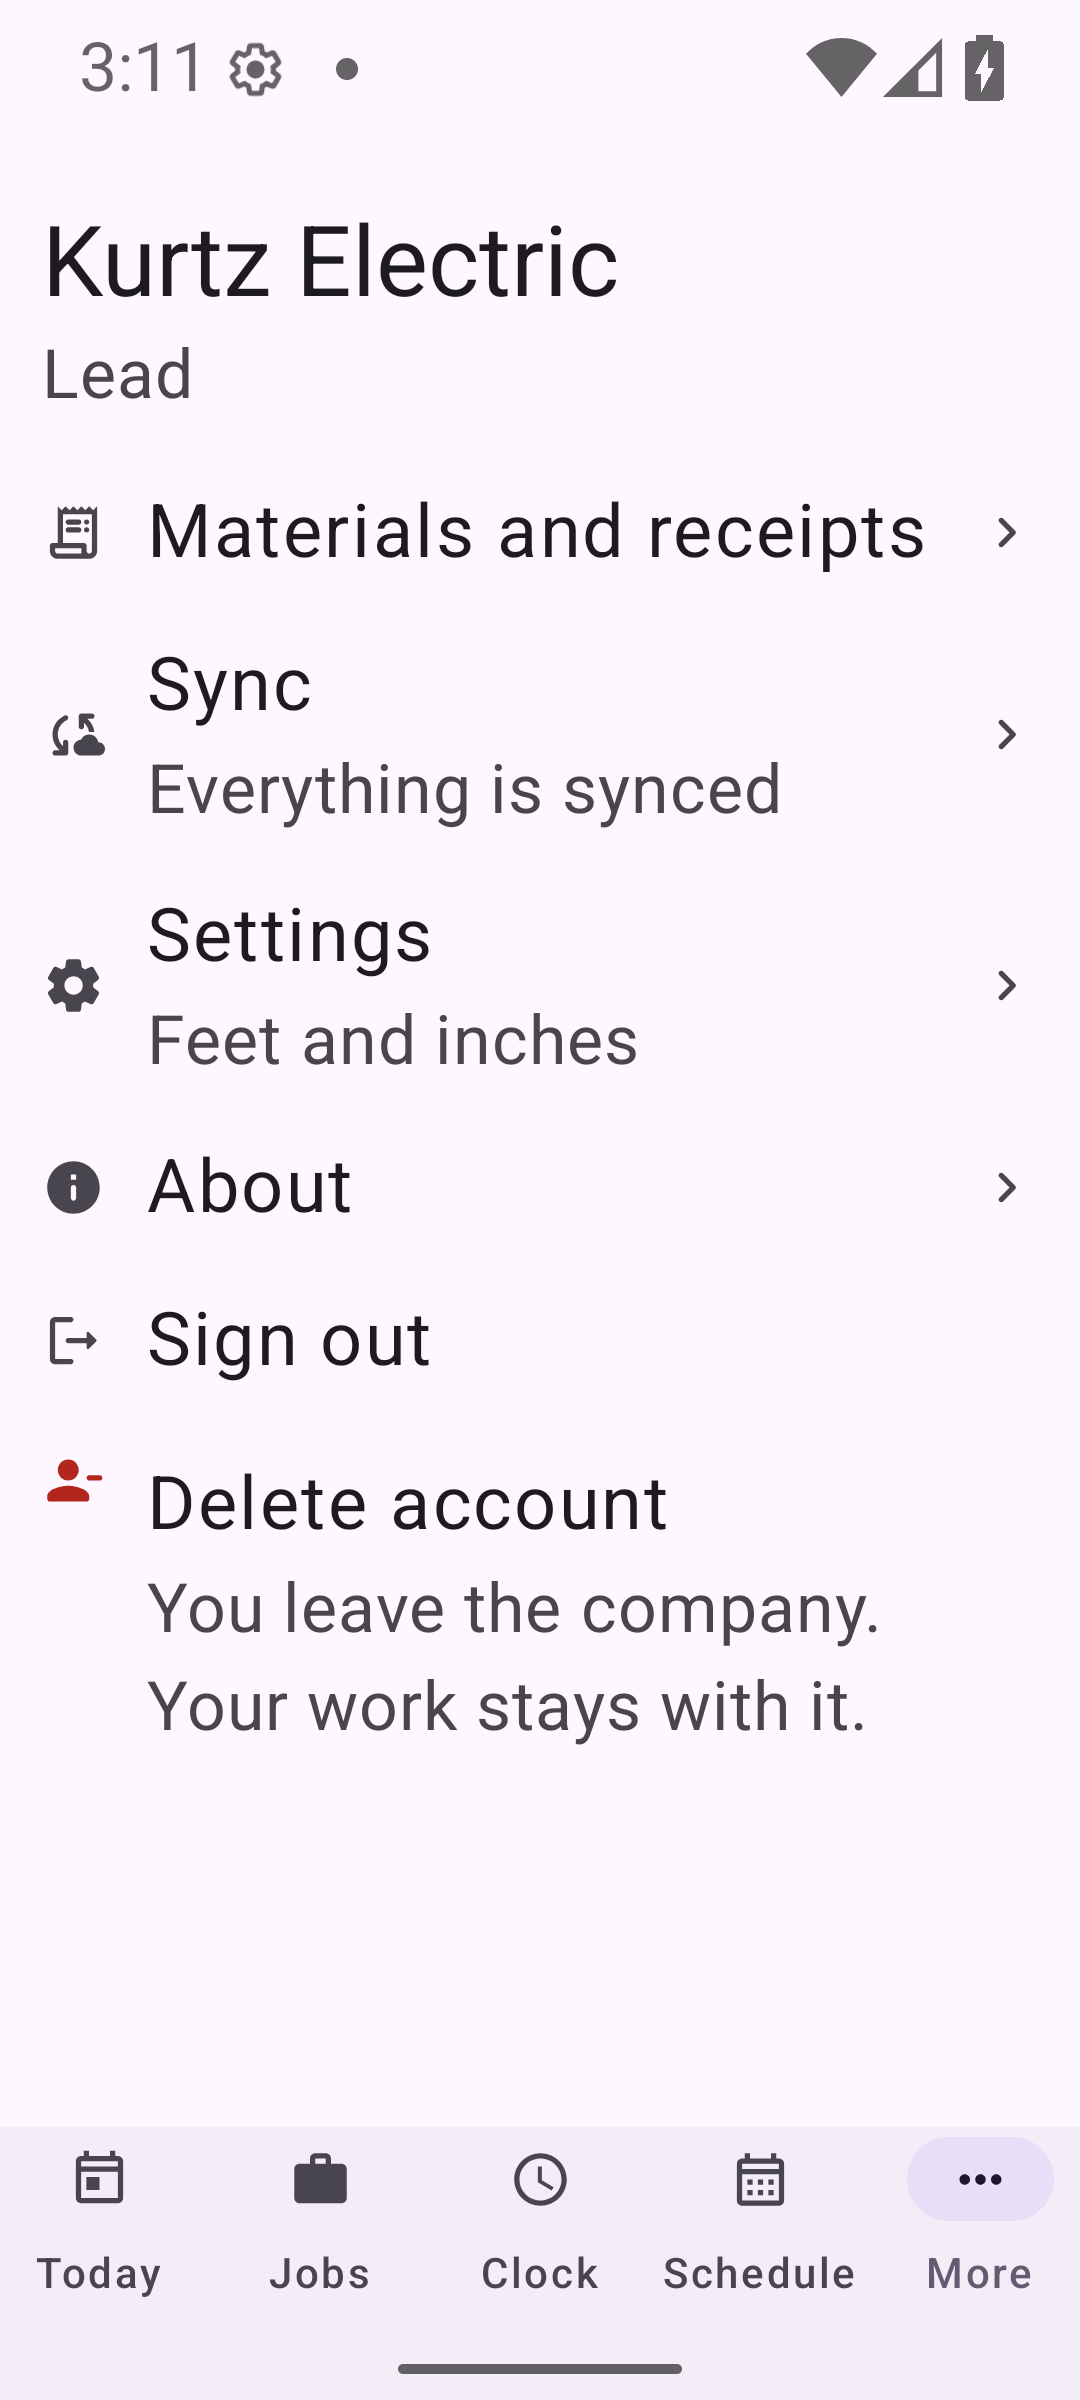 3:11
Kurtz Electric
Lead
Materials and receipts
Sync
Everything is synced
Settings
Feet and inches
About
Sign out
Delete account
You leave the company.
Your work stays with it.
Today
Jobs
Clock
Schedule
More